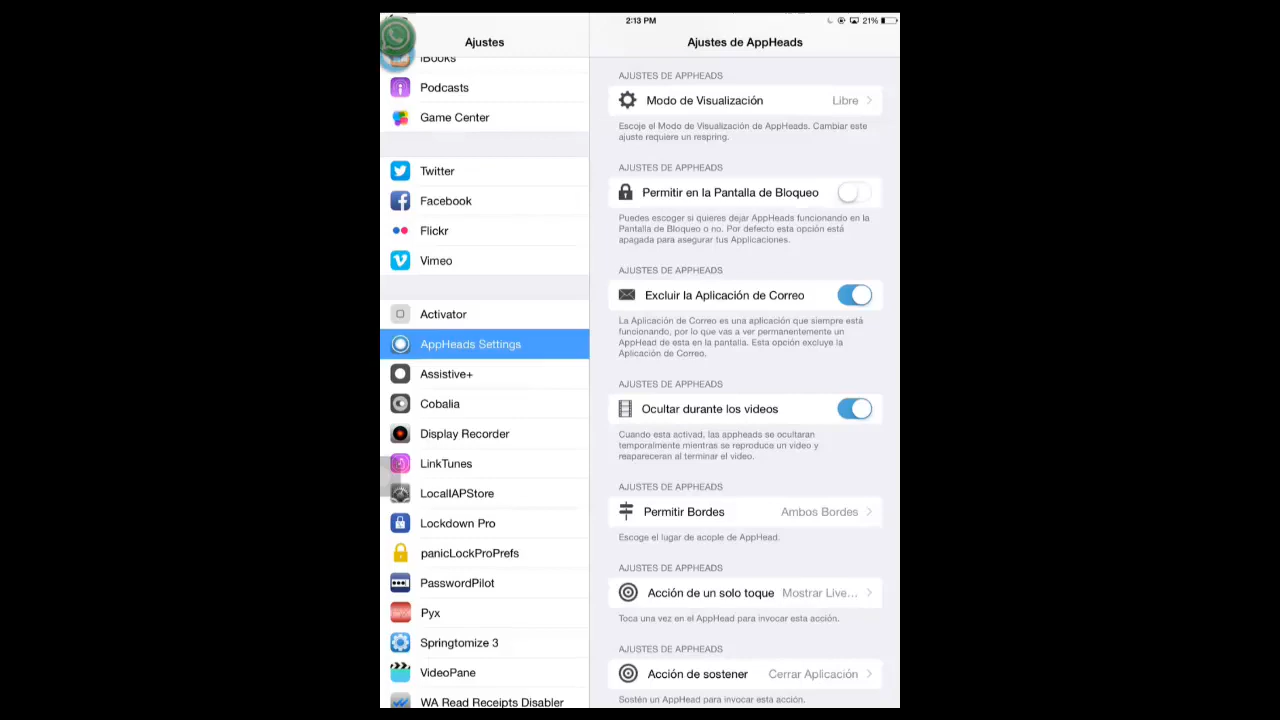 2:13 PM
21%
Ajustes
iBooks
Podcasts
Game Center
Twitter
Facebook
Flickr
Vimeo
Activator
AppHeads Settings
Assistive+
Cobalia
Display Recorder
LinkTunes
LocalIAPStore
Lockdown Pro
panicLockProPrefs
PasswordPilot
Pyx
Springtomize 3
VideoPane
WA Read Receipts Disabler
Ajustes de AppHeads
AJUSTES DE APPHEADS
Modo de Visualización Libre
Escoje el Modo de Visualización de AppHeads. Cambiar este
ajuste requiere un respring.
AJUSTES DE APPHEADS
Permitir en la Pantalla de Bloqueo
Puedes escoger si quieres dejar AppHeads funcionando en la
Pantalla de Bloqueo o no. Por defecto esta opción está
apagada para asegurar tus Applicaciones.
AJUSTES DE APPHEADS
Excluir la Aplicación de Correo
La Aplicación de Correo es una aplicación que siempre está
funcionando, por lo que vas a ver permanentemente un
AppHead de esta en la pantalla. Esta opción excluye la
Aplicación de Correo.
AJUSTES DE APPHEADS
Ocultar durante los videos
Cuando esta activad, las appheads se ocultaran
temporalmente mientras se reproduce un video y
reapareceran al terminar el video.
AJUSTES DE APPHEADS
Permitir Bordes Ambos Bordes
Escoge el lugar de acople de AppHead.
AJUSTES DE APPHEADS
Acción de un solo toque Mostrar Live...
Toca una vez en el AppHead para invocar esta acción.
AJUSTES DE APPHEADS
Acción de sostener Cerrar Aplicación
Sostén un AppHead para invocar esta acción.